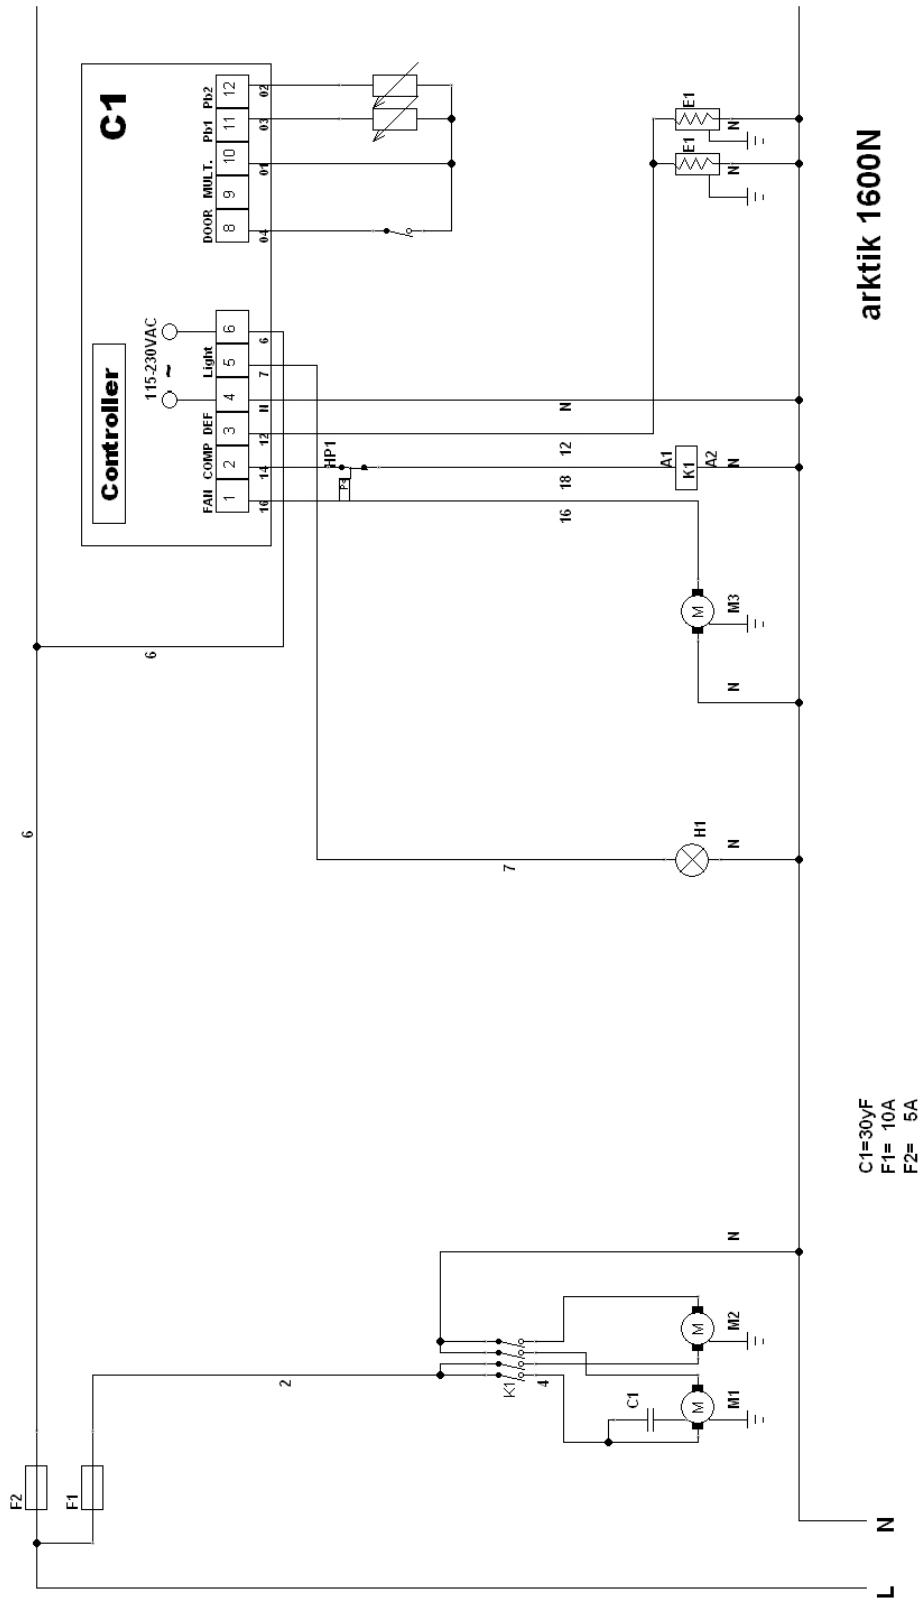 F2
6
F1
6
Controller
C1
115-230VAC
~
FAN COMP DEF Light DOOR MULT. Pb1 Pb2
1 2 3 4 5 6 8 9 10 11 12
16 14 12 N 7 6 04 01 03 02
2
HP1
K1
4
7
16 18 12 N
C1
A1
E1 E1
M M
M
K1
H1
A2
M1 M2
N
N
N
M3
N
N N
L N
C1=30yF
F1= 10A
F2= 5A
arktik 1600N